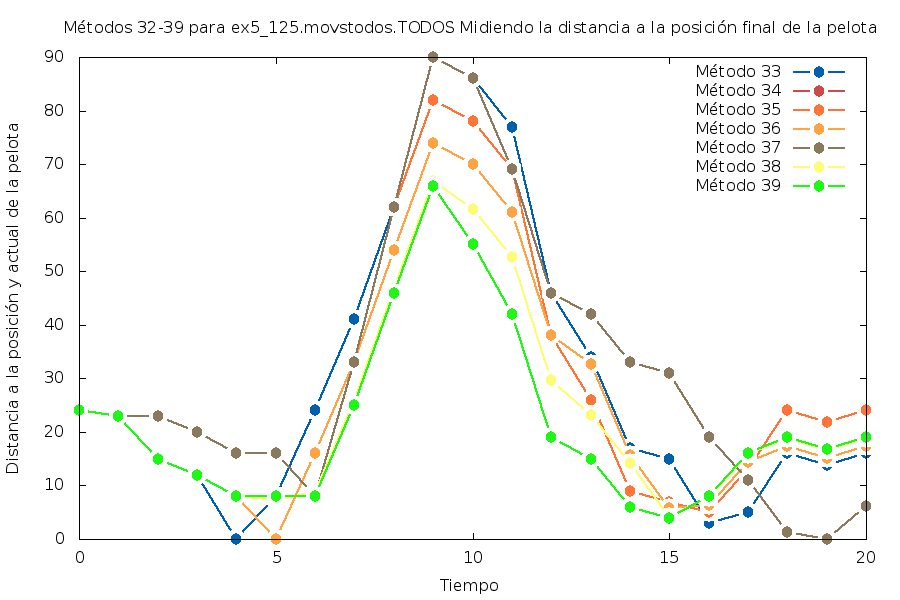 Métodos 32-39 para ex5_125.movstodos.TODOS Midiendo la distancia a la posición final de la pelota
Distancia a la posición y actual de la pelota
90
80
70
60
50
40
30
20
10
0
Método 33
Método 34
Método 35
Método 36
Método 37
Método 38
Método 39
0 5 10 15 20
Tiempo